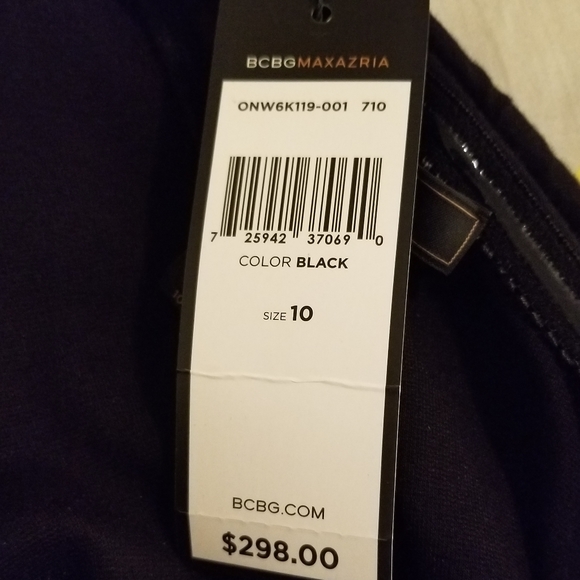 BCBGMAXAZRIA
ONW6K119-001 710
7 25942 37069 0
COLOR BLACK
SIZE 10
BCBG.COM
$298.00